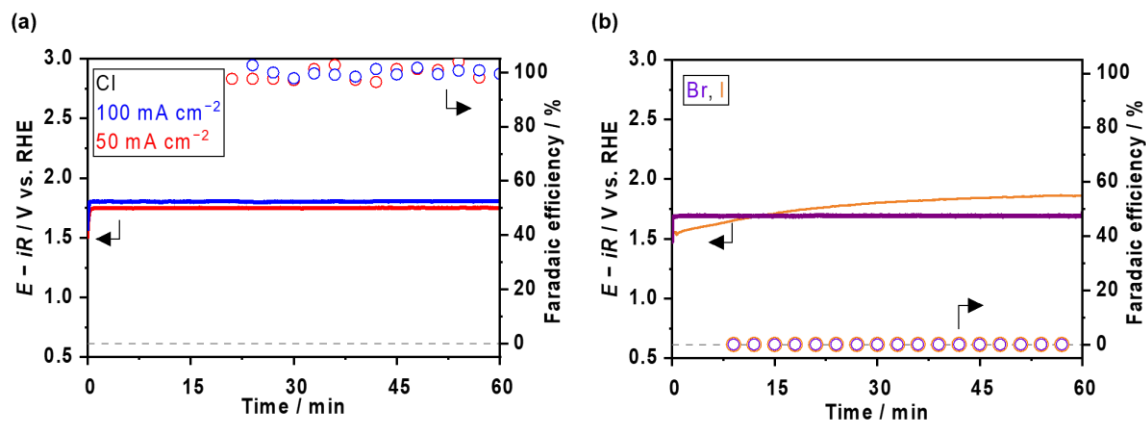 (a)
3.0
2.5
2.0
1.5
1.0
0.5
E − iR / V vs. RHE
Cl
100 mA cm⁻²
50 mA cm⁻²
100
80
60
40
20
0
Faradaic efficiency / %
0
30
45
60
Time / min
(b)
3.0
2.5
2.0
1.5
1.0
0.5
E − iR / V vs. RHE
Br, I
100
80
60
40
20
0
Faradaic efficiency / %
0
15
30
45
60
Time / min